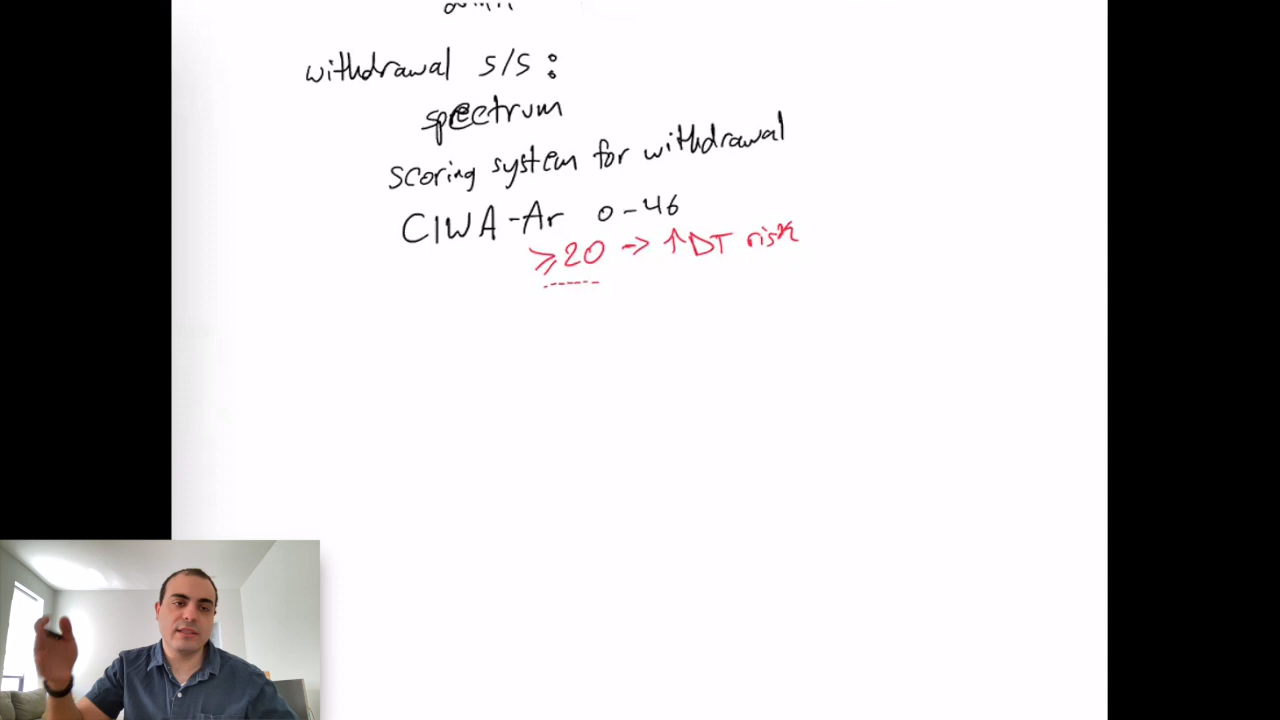 withdrawal s/s :
spectrum
scoring system for withdrawal
CIWA-Ar 0-46
≥20 -> ↑DT risk